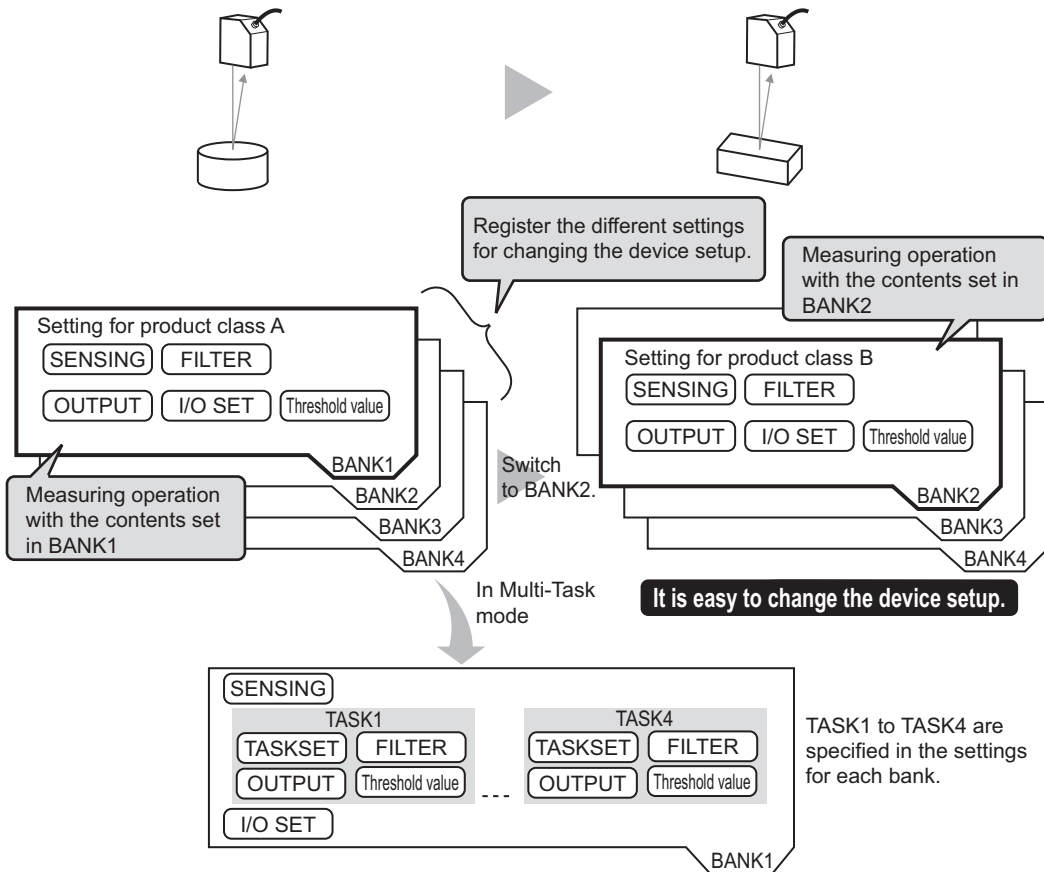 Register the different settings
for changing the device setup.
Measuring operation
with the contents set in
BANK2
Setting for product class A
SENSING FILTER
OUTPUT I/O SET Threshold value
BANK1
BANK2
BANK3
BANK4
Measuring operation
with the contents set
in BANK1
Switch
to BANK2.
Setting for product class B
SENSING FILTER
OUTPUT I/O SET Threshold value
BANK2
BANK3
BANK4
It is easy to change the device setup.
In Multi-Task
mode
SENSING
TASK1
TASKSET FILTER
OUTPUT Threshold value
----
TASK4
TASKSET FILTER
OUTPUT Threshold value
I/O SET
BANK1
TASK1 to TASK4 are
specified in the settings
for each bank.